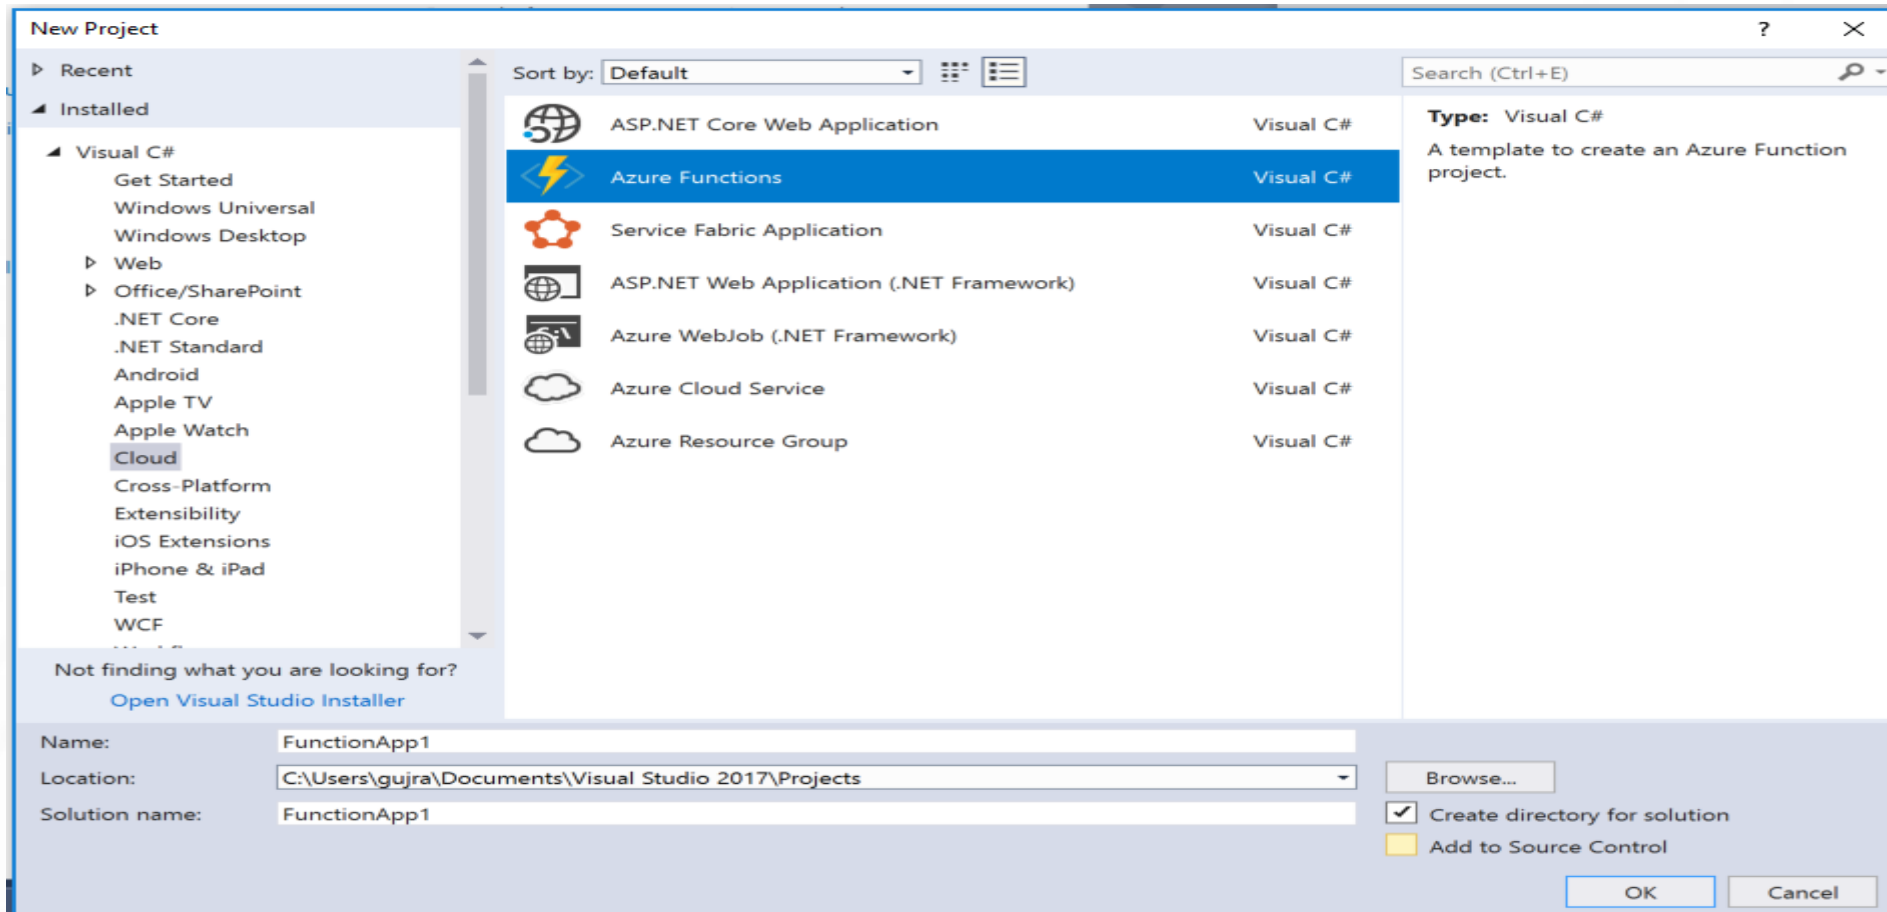 New Project
?
Recent
Installed
Visual C#
Get Started
Windows Universal
Windows Desktop
Web
Office/SharePoint
.NET Core
.NET Standard
Android
Apple TV
Apple Watch
Cloud
Cross-Platform
Extensibility
iOS Extensions
iPhone & iPad
Test
WCF
Not finding what you are looking for?
Open Visual Studio Installer
Sort by: Default
ASP.NET Core Web Application Visual C#
Azure Functions Visual C#
Service Fabric Application Visual C#
ASP.NET Web Application (.NET Framework) Visual C#
Azure WebJob (.NET Framework) Visual C#
Azure Cloud Service Visual C#
Azure Resource Group Visual C#
Search (Ctrl+E)
Type: Visual C#
A template to create an Azure Function
project.
Name: FunctionApp1
Location: C:\Users\gujra\Documents\Visual Studio 2017\Projects Browse...
Solution name: FunctionApp1
Create directory for solution
Add to Source Control
OK Cancel